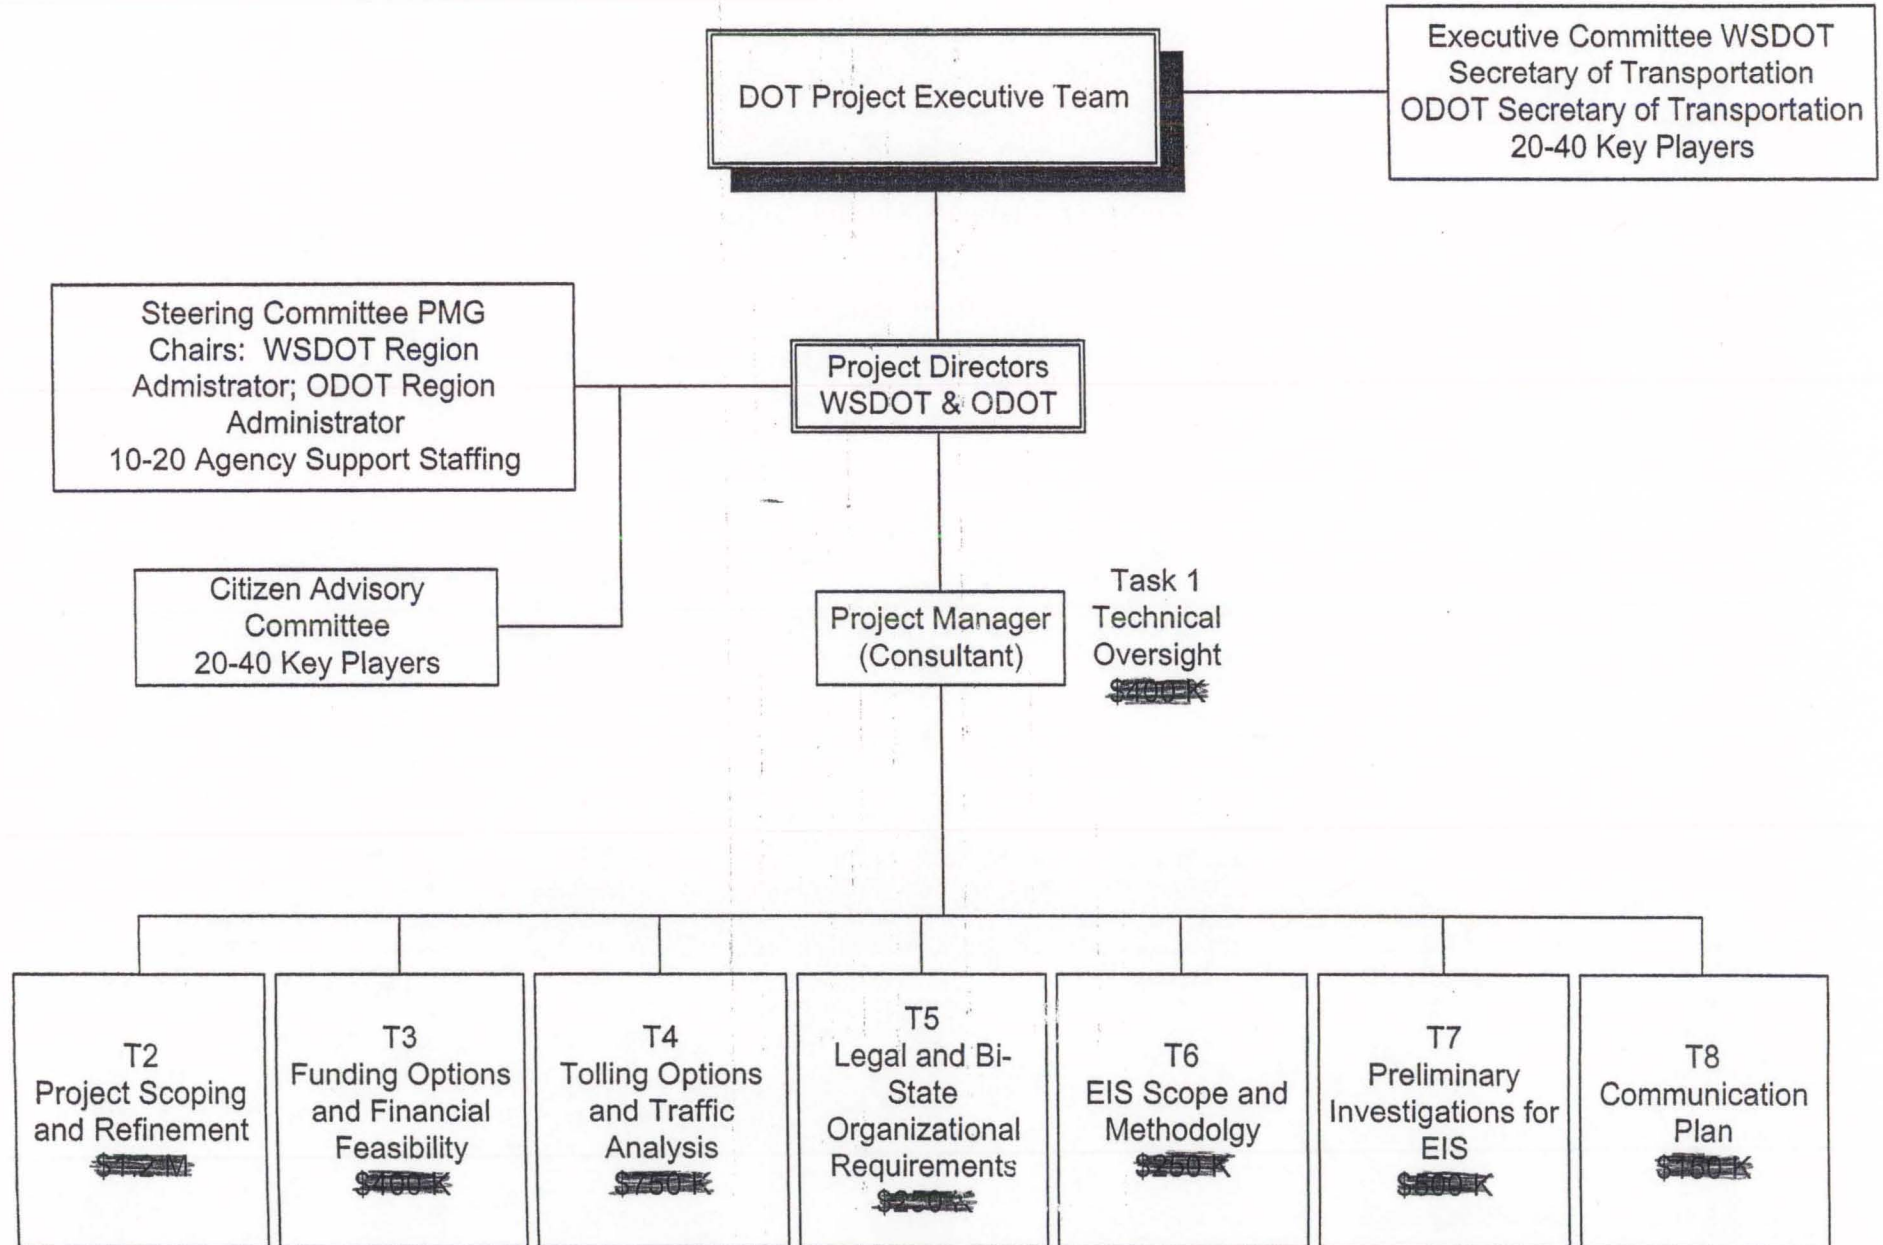 DOT Project Executive Team
Executive Committee WSDOT
Secretary of Transportation
ODOT Secretary of Transportation
20-40 Key Players
Steering Committee PMG
Chairs: WSDOT Region
Admistrator; ODOT Region
Administrator
10-20 Agency Support Staffing
Project Directors
WSDOT & ODOT
Citizen Advisory
Committee
20-40 Key Players
Project Manager
(Consultant)
Task 1
Technical
Oversight
$400 K
T2
Project Scoping
and Refinement
$1.2 M
T3
Funding Options
and Financial
Feasibility
$400 K
T4
Tolling Options
and Traffic
Analysis
$750 K
T5
Legal and Bi-
State
Organizational
Requirements
T6
EIS Scope and
Methodolgy
$250 K
T7
Preliminary
Investigations for
EIS
$500 K
T8
Communication
Plan